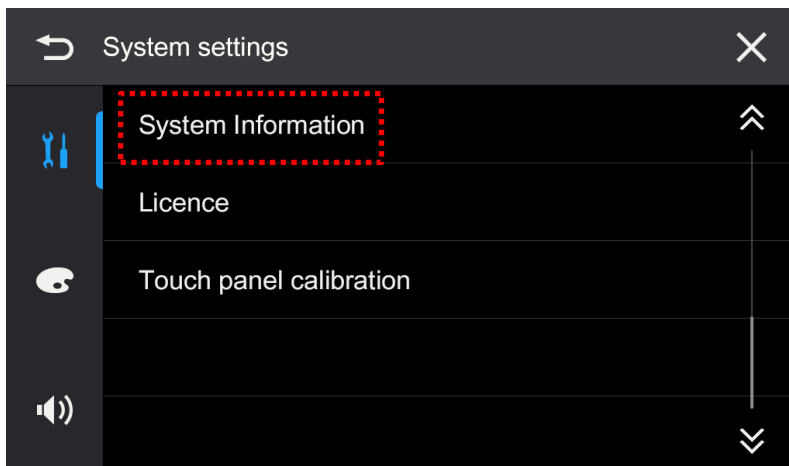 System settings
System Information
Licence
Touch panel calibration